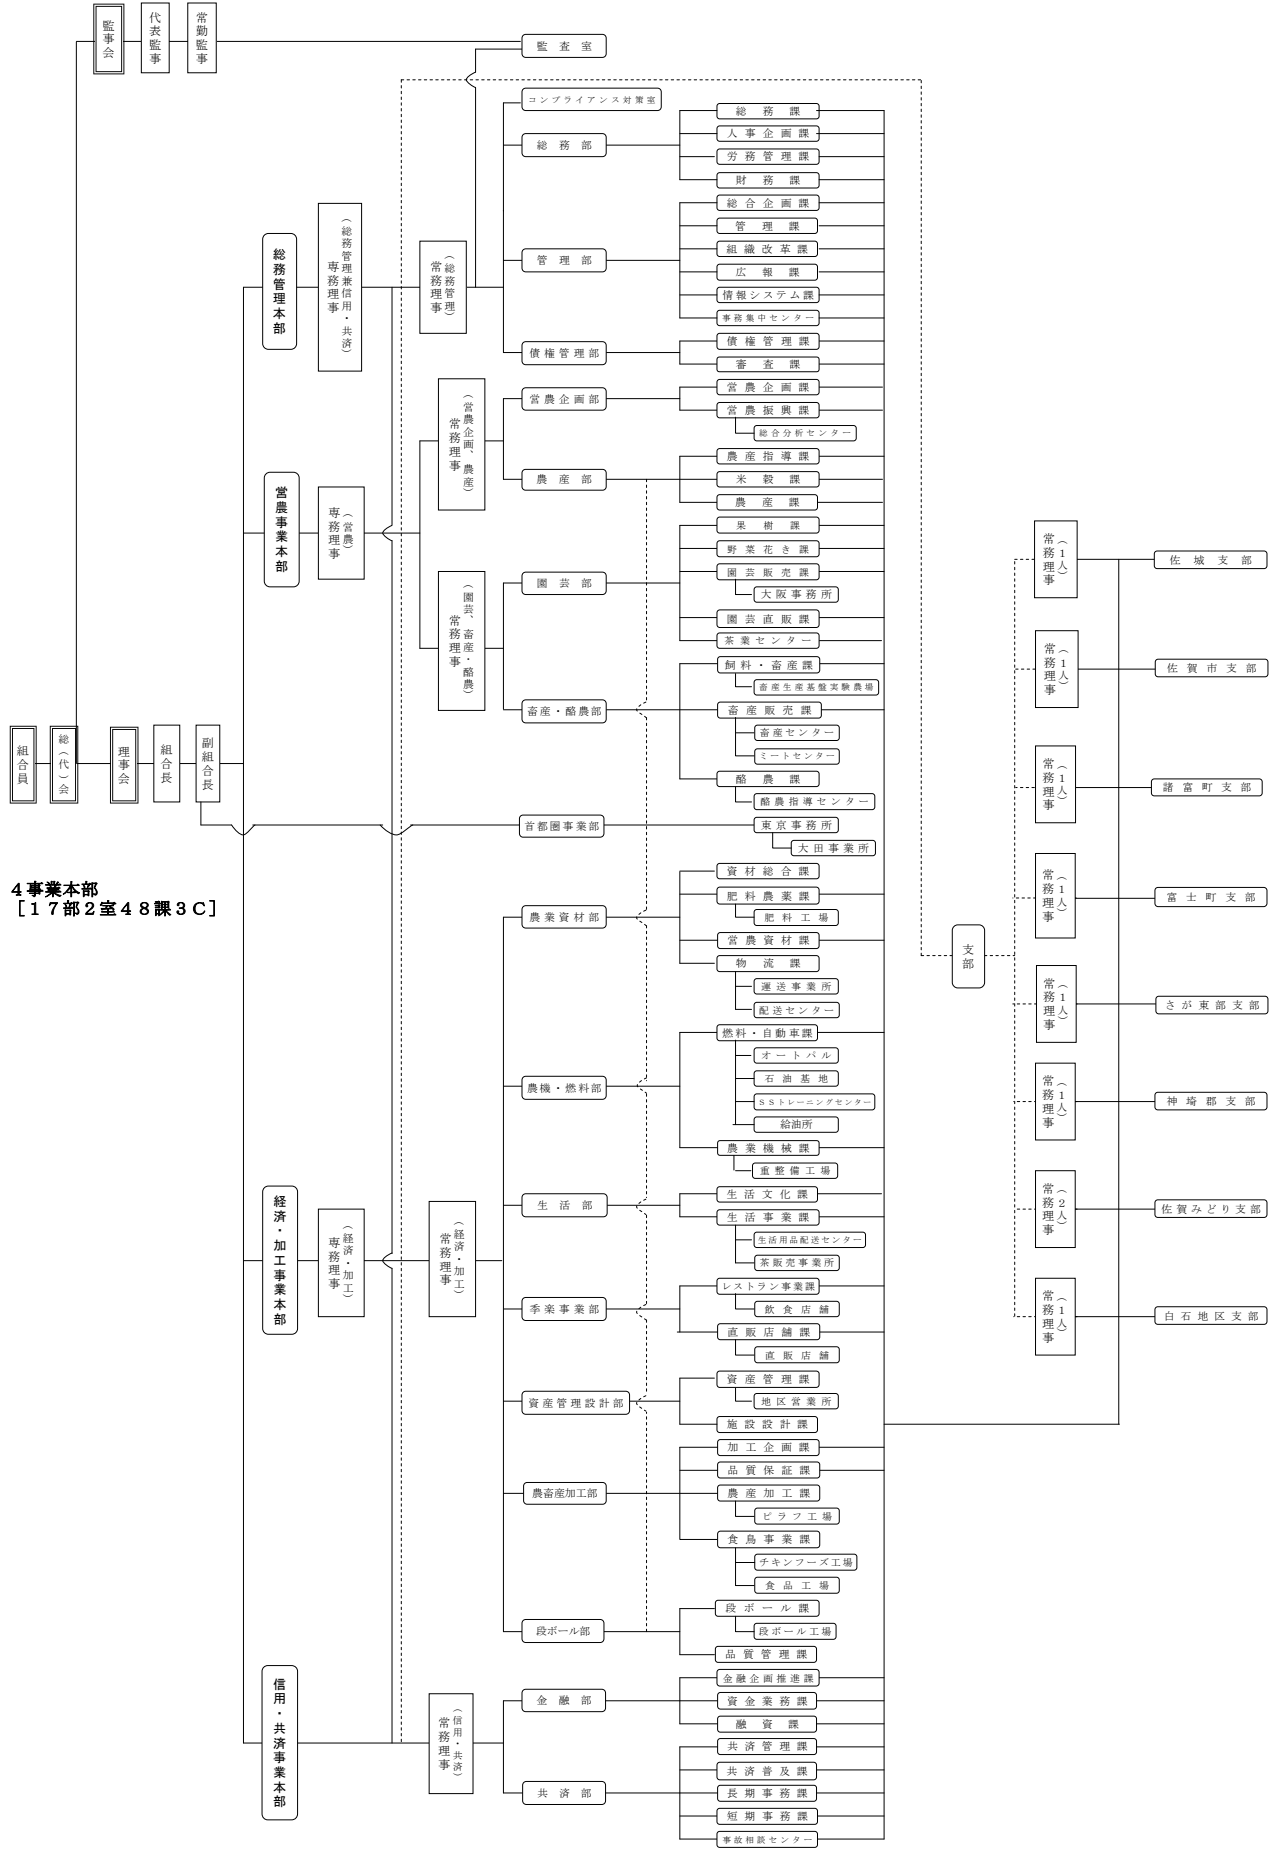 監事会
代表監事
常勤監事
監査室
コンプライアンス対策室
総務部
総務課
人事企画課
労務管理課
財務課
総務管理本部
専務理事
（総務管理兼信用・共済）
常務理事
（総務管理）
管理部
総合企画課
管理課
組織改革課
広報課
情報システム課
事務集中センター
債権管理部
債権管理課
審査課
営農事業本部
専務理事
（営農）
常務理事
（営農企画、農産）
営農企画部
営農企画課
営農振興課
総合分析センター
農産部
農産指導課
米穀課
農産課
常務理事
（園芸、畜産・酪農）
園芸部
果樹課
野菜花き課
園芸販売課
大阪事務所
園芸直販課
茶業センター
畜産・酪農部
飼料・畜産課
畜産生産基盤実験農場
畜産販売課
畜産センター
ミートセンター
酪農課
酪農指導センター
組合員
総（代）会
理事会
組合長
副組合長
首都圏事業部
東京事務所
大田事業所
4事業本部
［17部2室48課3C］
農業資材部
資材総合課
肥料農薬課
肥料工場
営農資材課
物流課
運送事業所
配送センター
農機・燃料部
燃料・自動車課
オートパル
石油基地
SSトレーニングセンター
給油所
農業機械課
重整備工場
経済・加工事業本部
専務理事
（経済・加工）
常務理事
（経済・加工）
生活部
生活文化課
生活事業課
生活用品配送センター
茶販売事業所
季楽事業部
レストラン事業課
飲食店舗
直販店舗課
直販店舗
資産管理設計部
資産管理課
地区営業所
施設設計課
農畜産加工部
加工企画課
品質保証課
農産加工課
ピラフ工場
食鳥事業課
チキンフーズ工場
食品工場
段ボール部
段ボール課
段ボール工場
品質管理課
信用・共済事業本部
常務理事
（信用・共済）
金融部
金融企画推進課
資金業務課
融資課
共済部
共済管理課
共済普及課
長期事務課
短期事務課
事故相談センター
支部
常務理事
（1人）
佐城支部
常務理事
（1人）
佐賀市支部
常務理事
（1人）
諸富町支部
常務理事
（1人）
富士町支部
常務理事
（1人）
さが東部支部
常務理事
（1人）
神埼郡支部
常務理事
（2人）
佐賀みどり支部
常務理事
（1人）
白石地区支部